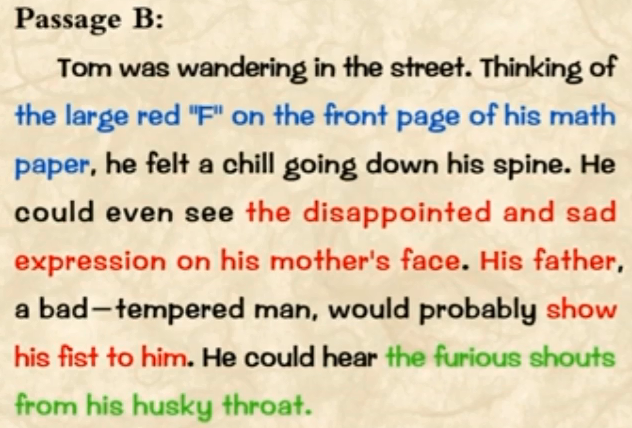 Passage B:
Tom was wandering in the street. Thinking of
the large red "F" on the front page of his math
paper, he felt a chill going down his spine. He
could even see the disappointed and sad
expression on his mother's face. His father,
a bad-tempered man, would probably show
his fist to him. He could hear the furious shouts
from his husky throat.